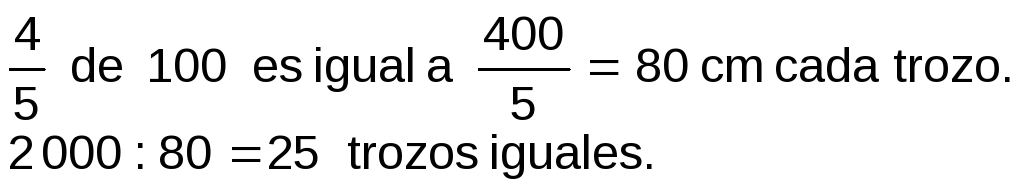 4/5 de 100 es igual a 400/5 = 80 cm cada trozo.
2 000 : 80 = 25 trozos iguales.